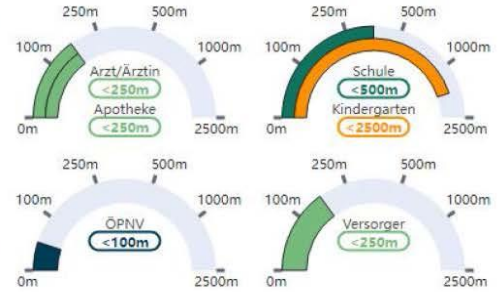 250m 500m
100m 1000m
Arzt/Ärztin
<250m
Apotheke
<250m
0m 2500m
250m 500m
100m 1000m
Schule
<500m
Kindergarten
<2500m
0m 2500m
250m 500m
100m 1000m
ÖPNV
<100m
0m 2500m
250m 500m
100m 1000m
Versorger
<250m
0m 2500m